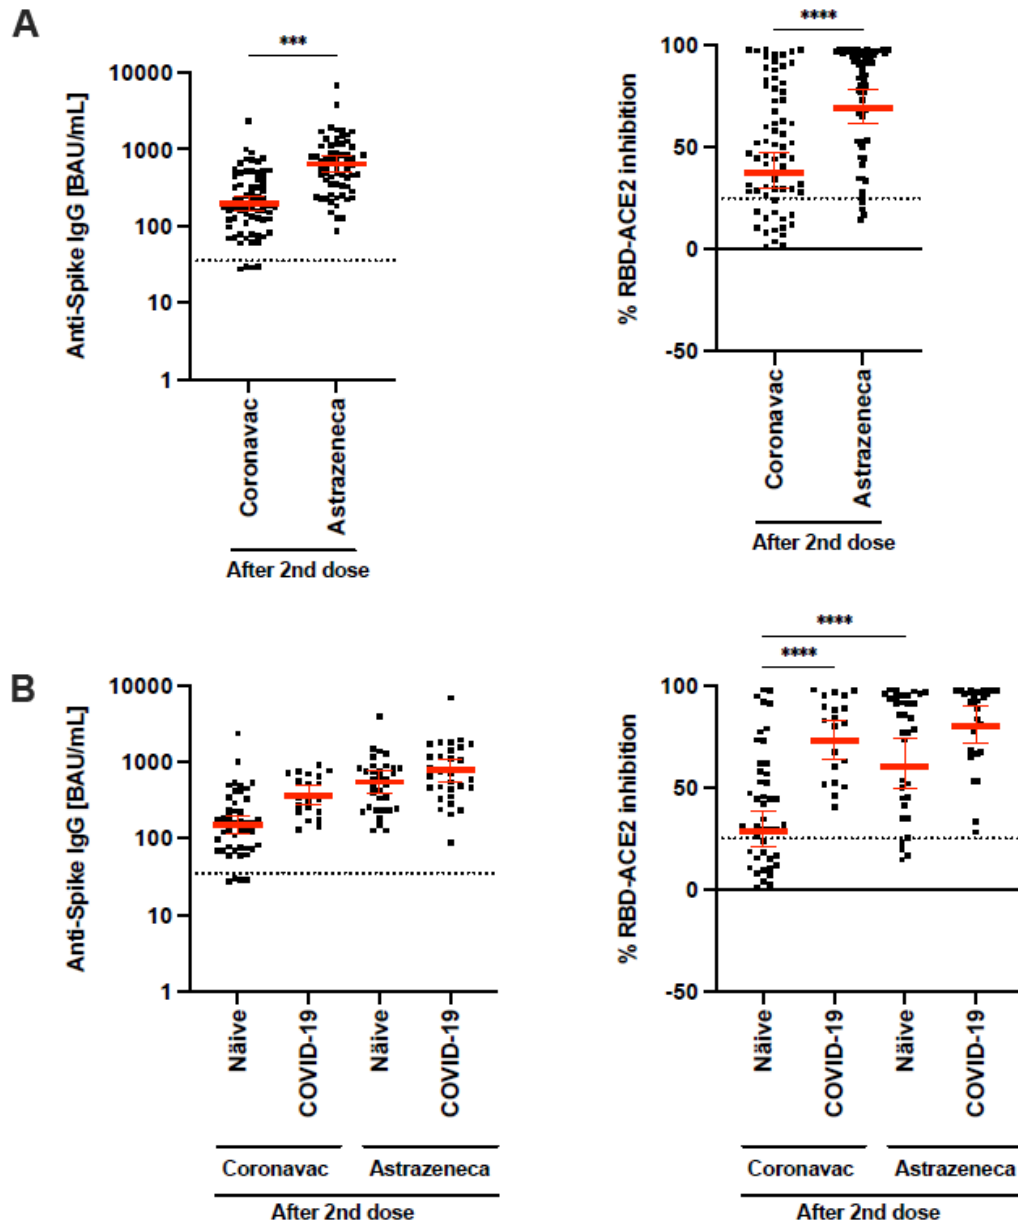 A
***
Anti-Spike IgG [BAU/mL]
10000
1000
100
10
1
Coronavac
Astrazeneca
After 2nd dose
****
% RBD-ACE2 inhibition
100
50
0
-50
Coronavac
Astrazeneca
After 2nd dose
B
Anti-Spike IgG [BAU/mL]
10000
1000
100
10
1
Näive
COVID-19
Näive
COVID-19
Coronavac
Astrazeneca
After 2nd dose
****
****
% RBD-ACE2 inhibition
100
50
0
-50
Näive
COVID-19
Näive
COVID-19
Coronavac
Astrazeneca
After 2nd dose